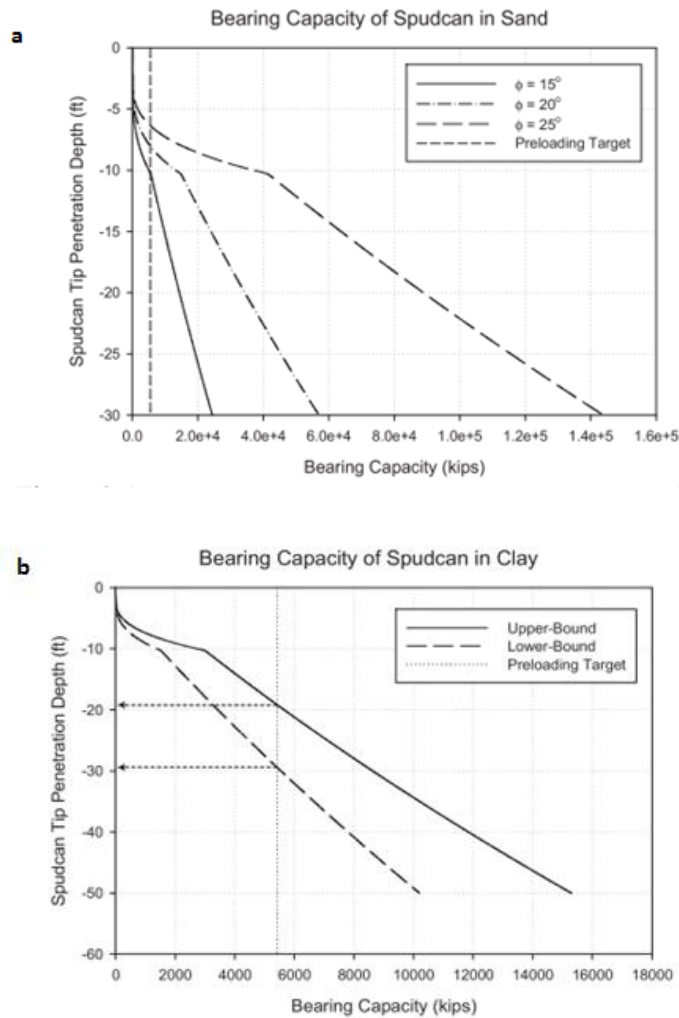 a
Bearing Capacity of Spudcan in Sand
0
-5
-10
-15
-20
-25
-30
Spudcan Tip Penetration Depth (ft)
ϕ = 15°
ϕ = 20°
ϕ = 25°
Preloading Target
0.0 2.0e+4 4.0e+4 6.0e+4 8.0e+4 1.0e+5 1.2e+5 1.4e+5 1.6e+5
Bearing Capacity (kips)
b
Bearing Capacity of Spudcan in Clay
0
-10
-20
-30
-40
-50
-60
Spudcan Tip Penetration Depth (ft)
Upper-Bound
Lower-Bound
Preloading Target
0 2000 4000 6000 8000 10000 12000 14000 16000 18000
Bearing Capacity (kips)